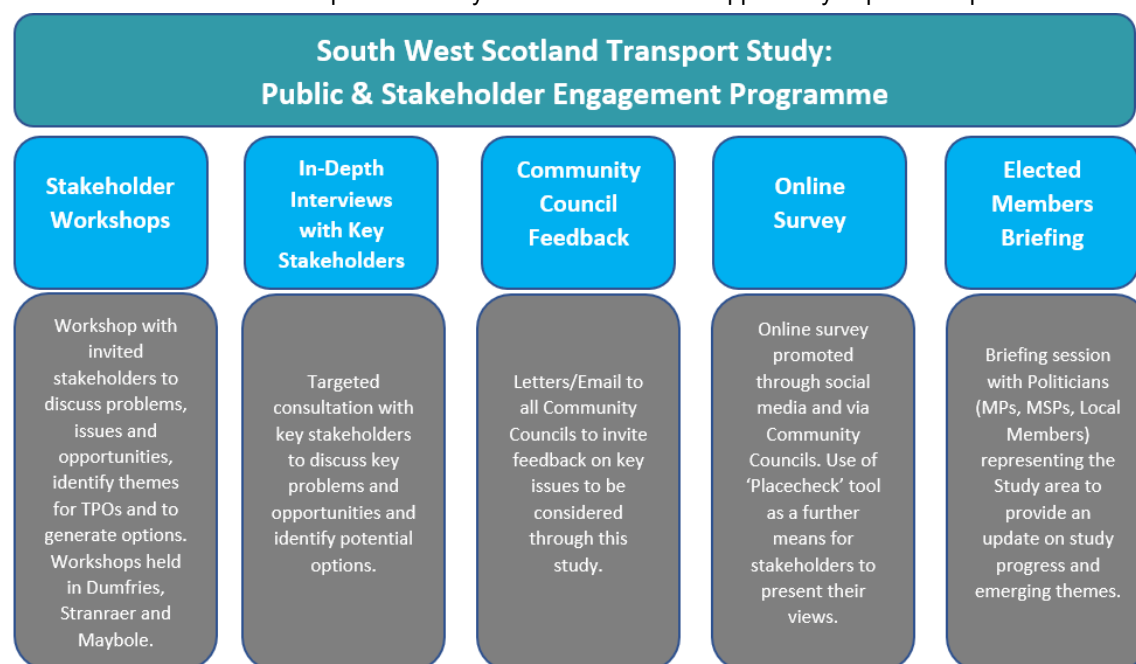 South West Scotland Transport Study:
Public & Stakeholder Engagement Programme
Stakeholder
Workshops
In-Depth
Interviews
with Key
Stakeholders
Community
Council
Feedback
Online
Survey
Elected
Members
Briefing
Workshop with
invited
stakeholders to
discuss problems,
issues and
opportunities,
identify themes
for TPOs and to
generate options.
Workshops held
in Dumfries,
Stranraer and
Maybole.
Targeted
consultation with
key stakeholders
to discuss key
problems and
opportunities and
identify potential
options.
Letters/Email to
all Community
Councils to invite
feedback on key
issues to be
considered
through this
study.
Online survey
promoted
through social
media and via
Community
Councils. Use of
‘Placecheck’ tool
as a further
means for
stakeholders to
present their
views.
Briefing session
with Politicians
(MPs, MSPs, Local
Members)
representing the
Study area to
provide an
update on study
progress and
emerging themes.